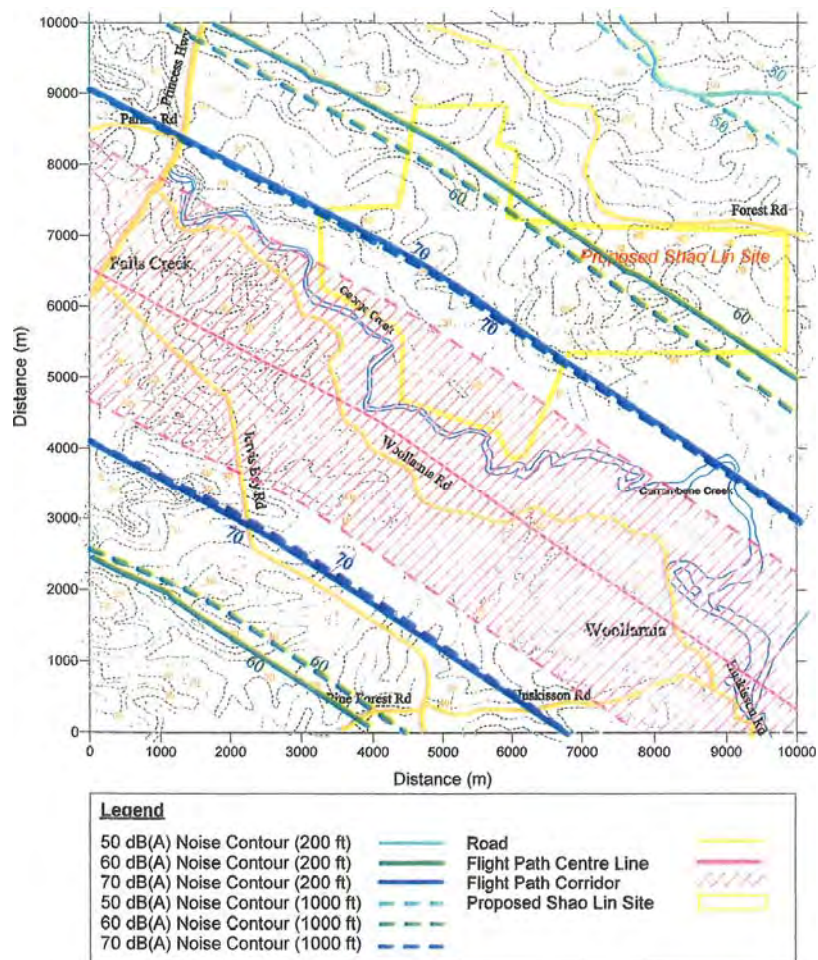 10000
9000
8000
7000
6000
5000
4000
3000
2000
1000
0
Distance (m)
Princess Hwy
50
50
60
Forest Rd
70
70
Proposed Shao Lin Site
Falls Creek
60
Woollamia Rd
70
70
60
60
Woollamia
Pine Forest Rd
Huskisson Rd
0 1000 2000 3000 4000 5000 6000 7000 8000 9000 10000
Distance (m)
Legend
50 dB(A) Noise Contour (200 ft)
60 dB(A) Noise Contour (200 ft)
70 dB(A) Noise Contour (200 ft)
50 dB(A) Noise Contour (1000 ft)
60 dB(A) Noise Contour (1000 ft)
70 dB(A) Noise Contour (1000 ft)
Road
Flight Path Centre Line
Flight Path Corridor
Proposed Shao Lin Site